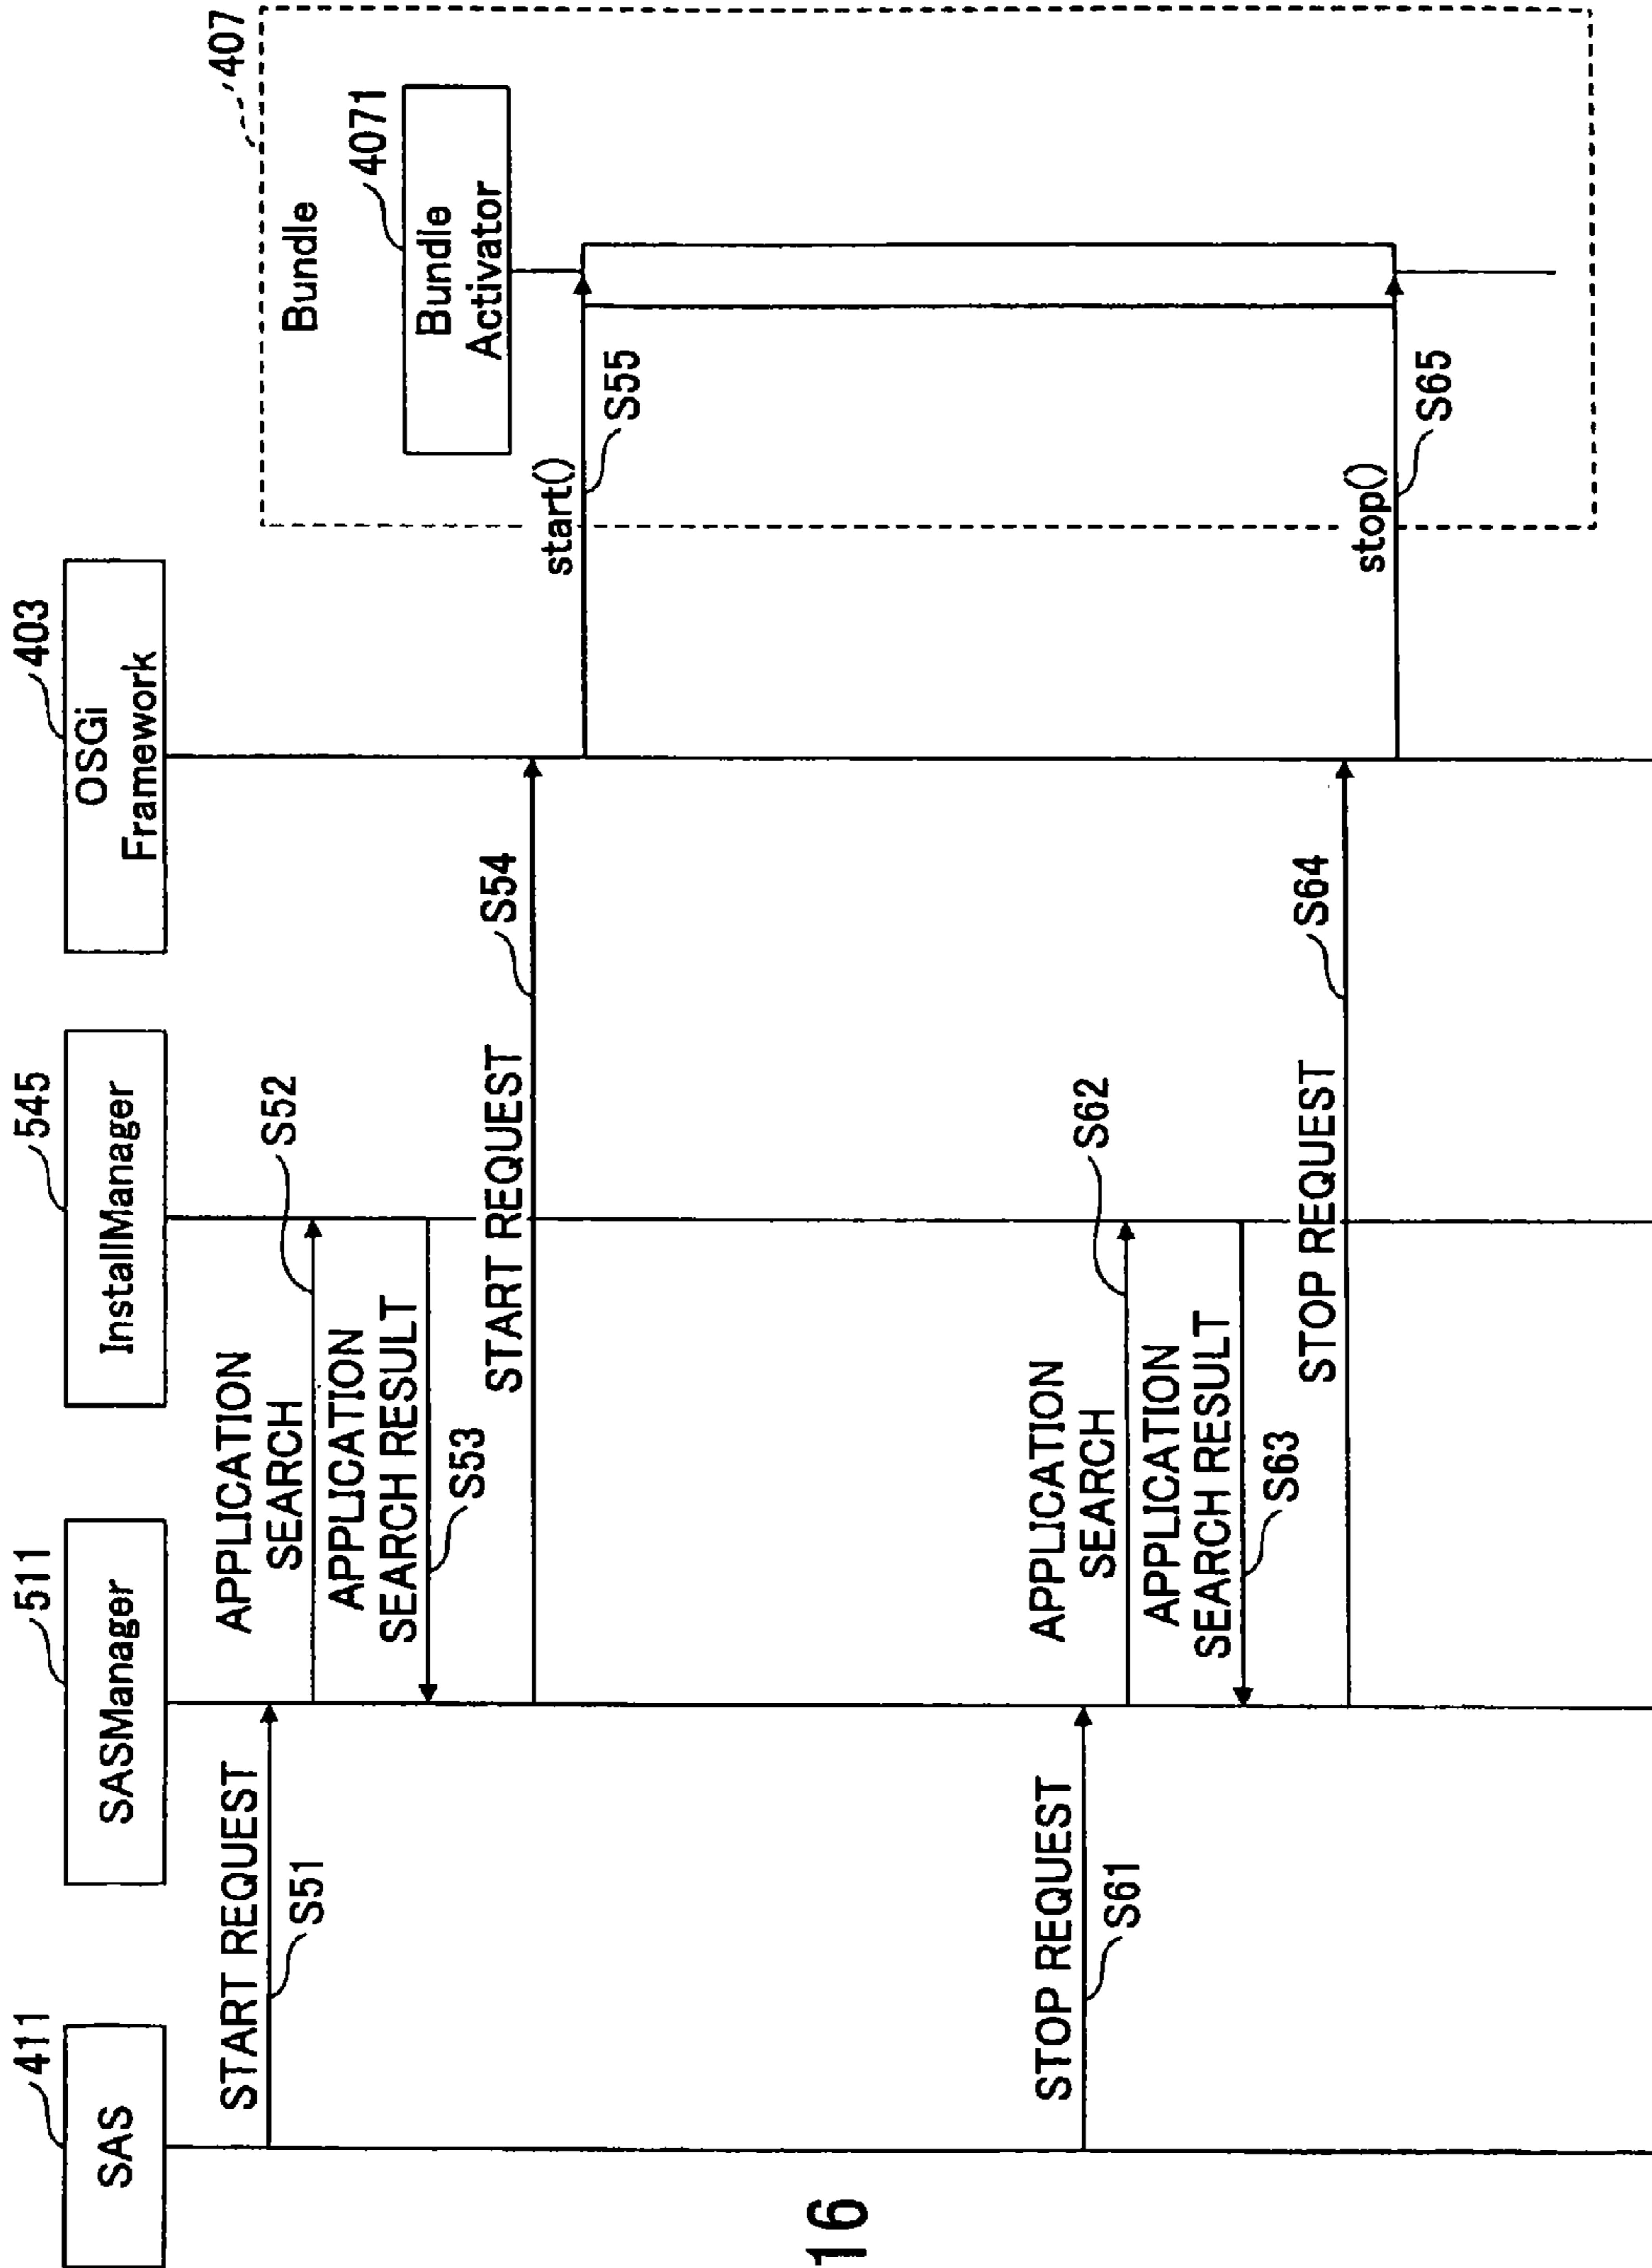 16
411
SAS
511
SASManager
545
InstallManager
403
OSGi
Framework
407
Bundle
4071
Bundle
Activator
START REQUEST
S51
APPLICATION
SEARCH
S52
APPLICATION
SEARCH RESULT
S53
START REQUEST
S54
start()
S55
STOP REQUEST
S61
APPLICATION
SEARCH
S62
APPLICATION
SEARCH RESULT
S63
STOP REQUEST
S64
stop()
S65